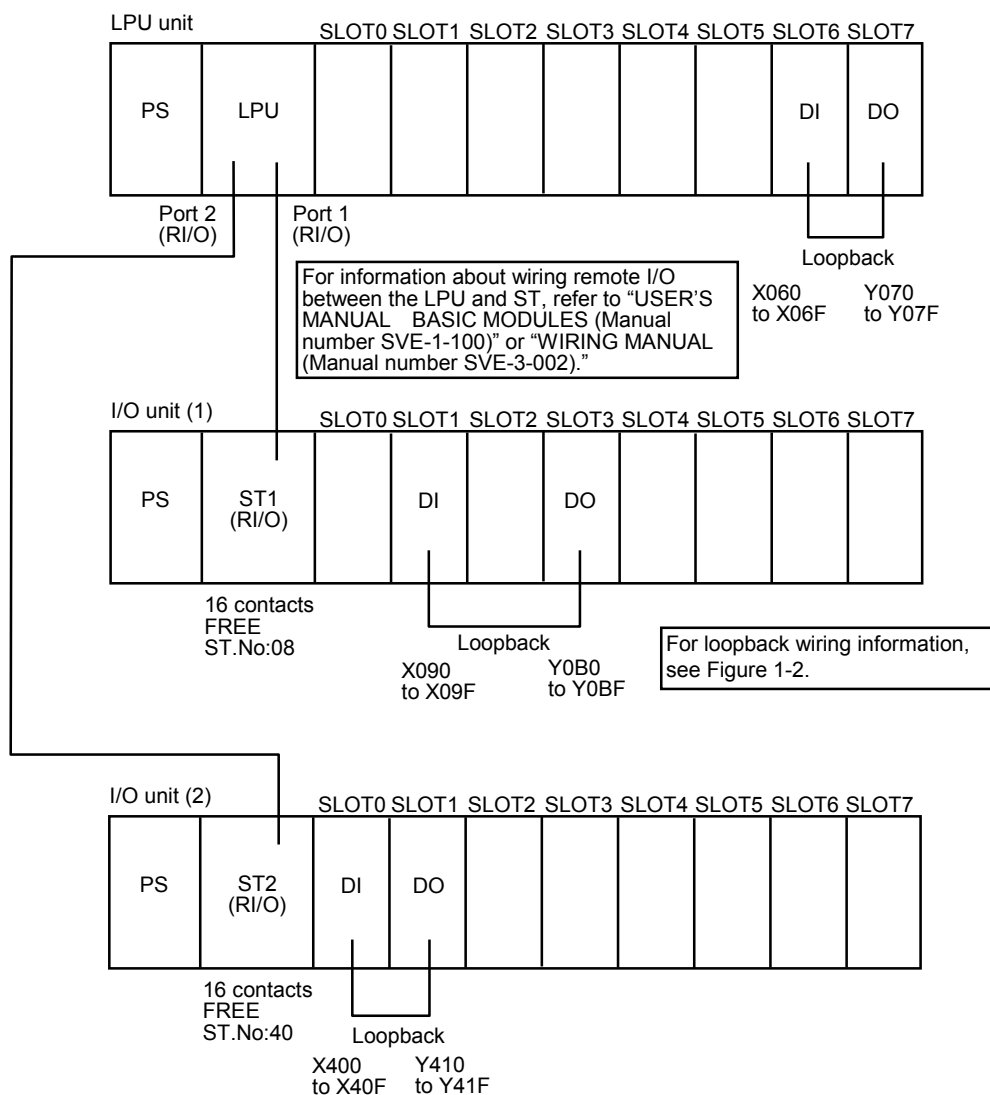 LPU unit
SLOT0 SLOT1 SLOT2 SLOT3 SLOT4 SLOT5 SLOT6 SLOT7
PS LPU DI DO
Port 2
(RI/O)
Port 1
(RI/O)
Loopback
X060
to X06F
Y070
to Y07F
For information about wiring remote I/O
between the LPU and ST, refer to “USER’S
MANUAL BASIC MODULES (Manual
number SVE-1-100)” or “WIRING MANUAL
(Manual number SVE-3-002).”
I/O unit (1)
SLOT0 SLOT1 SLOT2 SLOT3 SLOT4 SLOT5 SLOT6 SLOT7
PS ST1 DI DO
(RI/O)
16 contacts
FREE
ST.No:08
Loopback
X090
to X09F
Y0B0
to Y0BF
For loopback wiring information,
see Figure 1-2.
I/O unit (2)
SLOT0 SLOT1 SLOT2 SLOT3 SLOT4 SLOT5 SLOT6 SLOT7
PS ST2 DI DO
(RI/O)
16 contacts
FREE
ST.No:40
Loopback
X400
to X40F
Y410
to Y41F